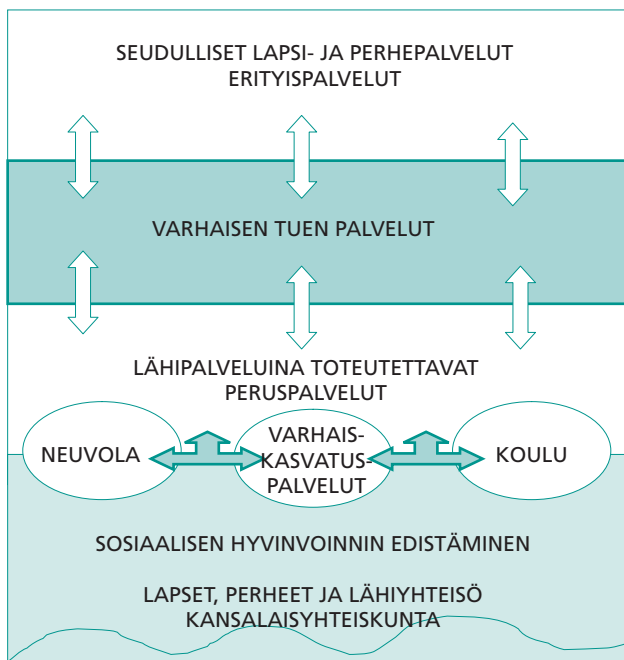 SEUDULLISET LAPSI- JA PERHEPALVELUT
ERITYISPALVELUT
VARHAISEN TUEN PALVELUT
LÄHIPALVELUINA TOTEUTETTAVAT
PERUSPALVELUT
NEUVOLA
VARHAIS-
KASVATUS-
PALVELUT
KOULU
SOSIAALISEN HYVINVOINNIN EDISTÄMINEN
LAPSET, PERHEET JA LÄHIYHTEISÖ
KANSALAISYHTEISKUNTA